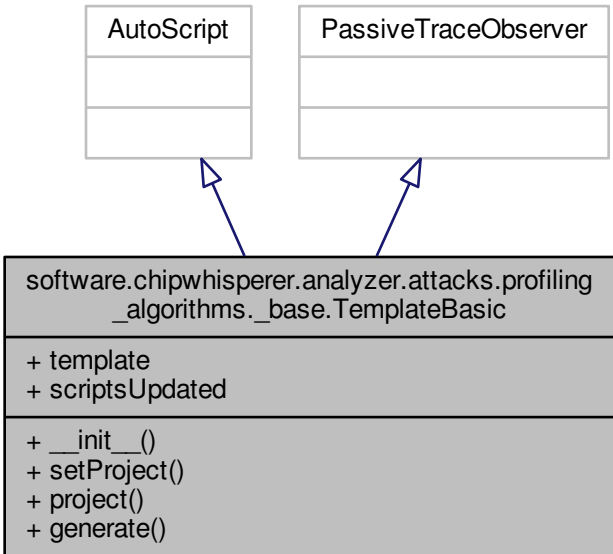 AutoScript
PassiveTraceObserver
software.chipwhisperer.analyzer.attacks.profiling
_algorithms._base.TemplateBasic
+ template
+ scriptsUpdated
+ __init__()
+ setProject()
+ project()
+ generate()